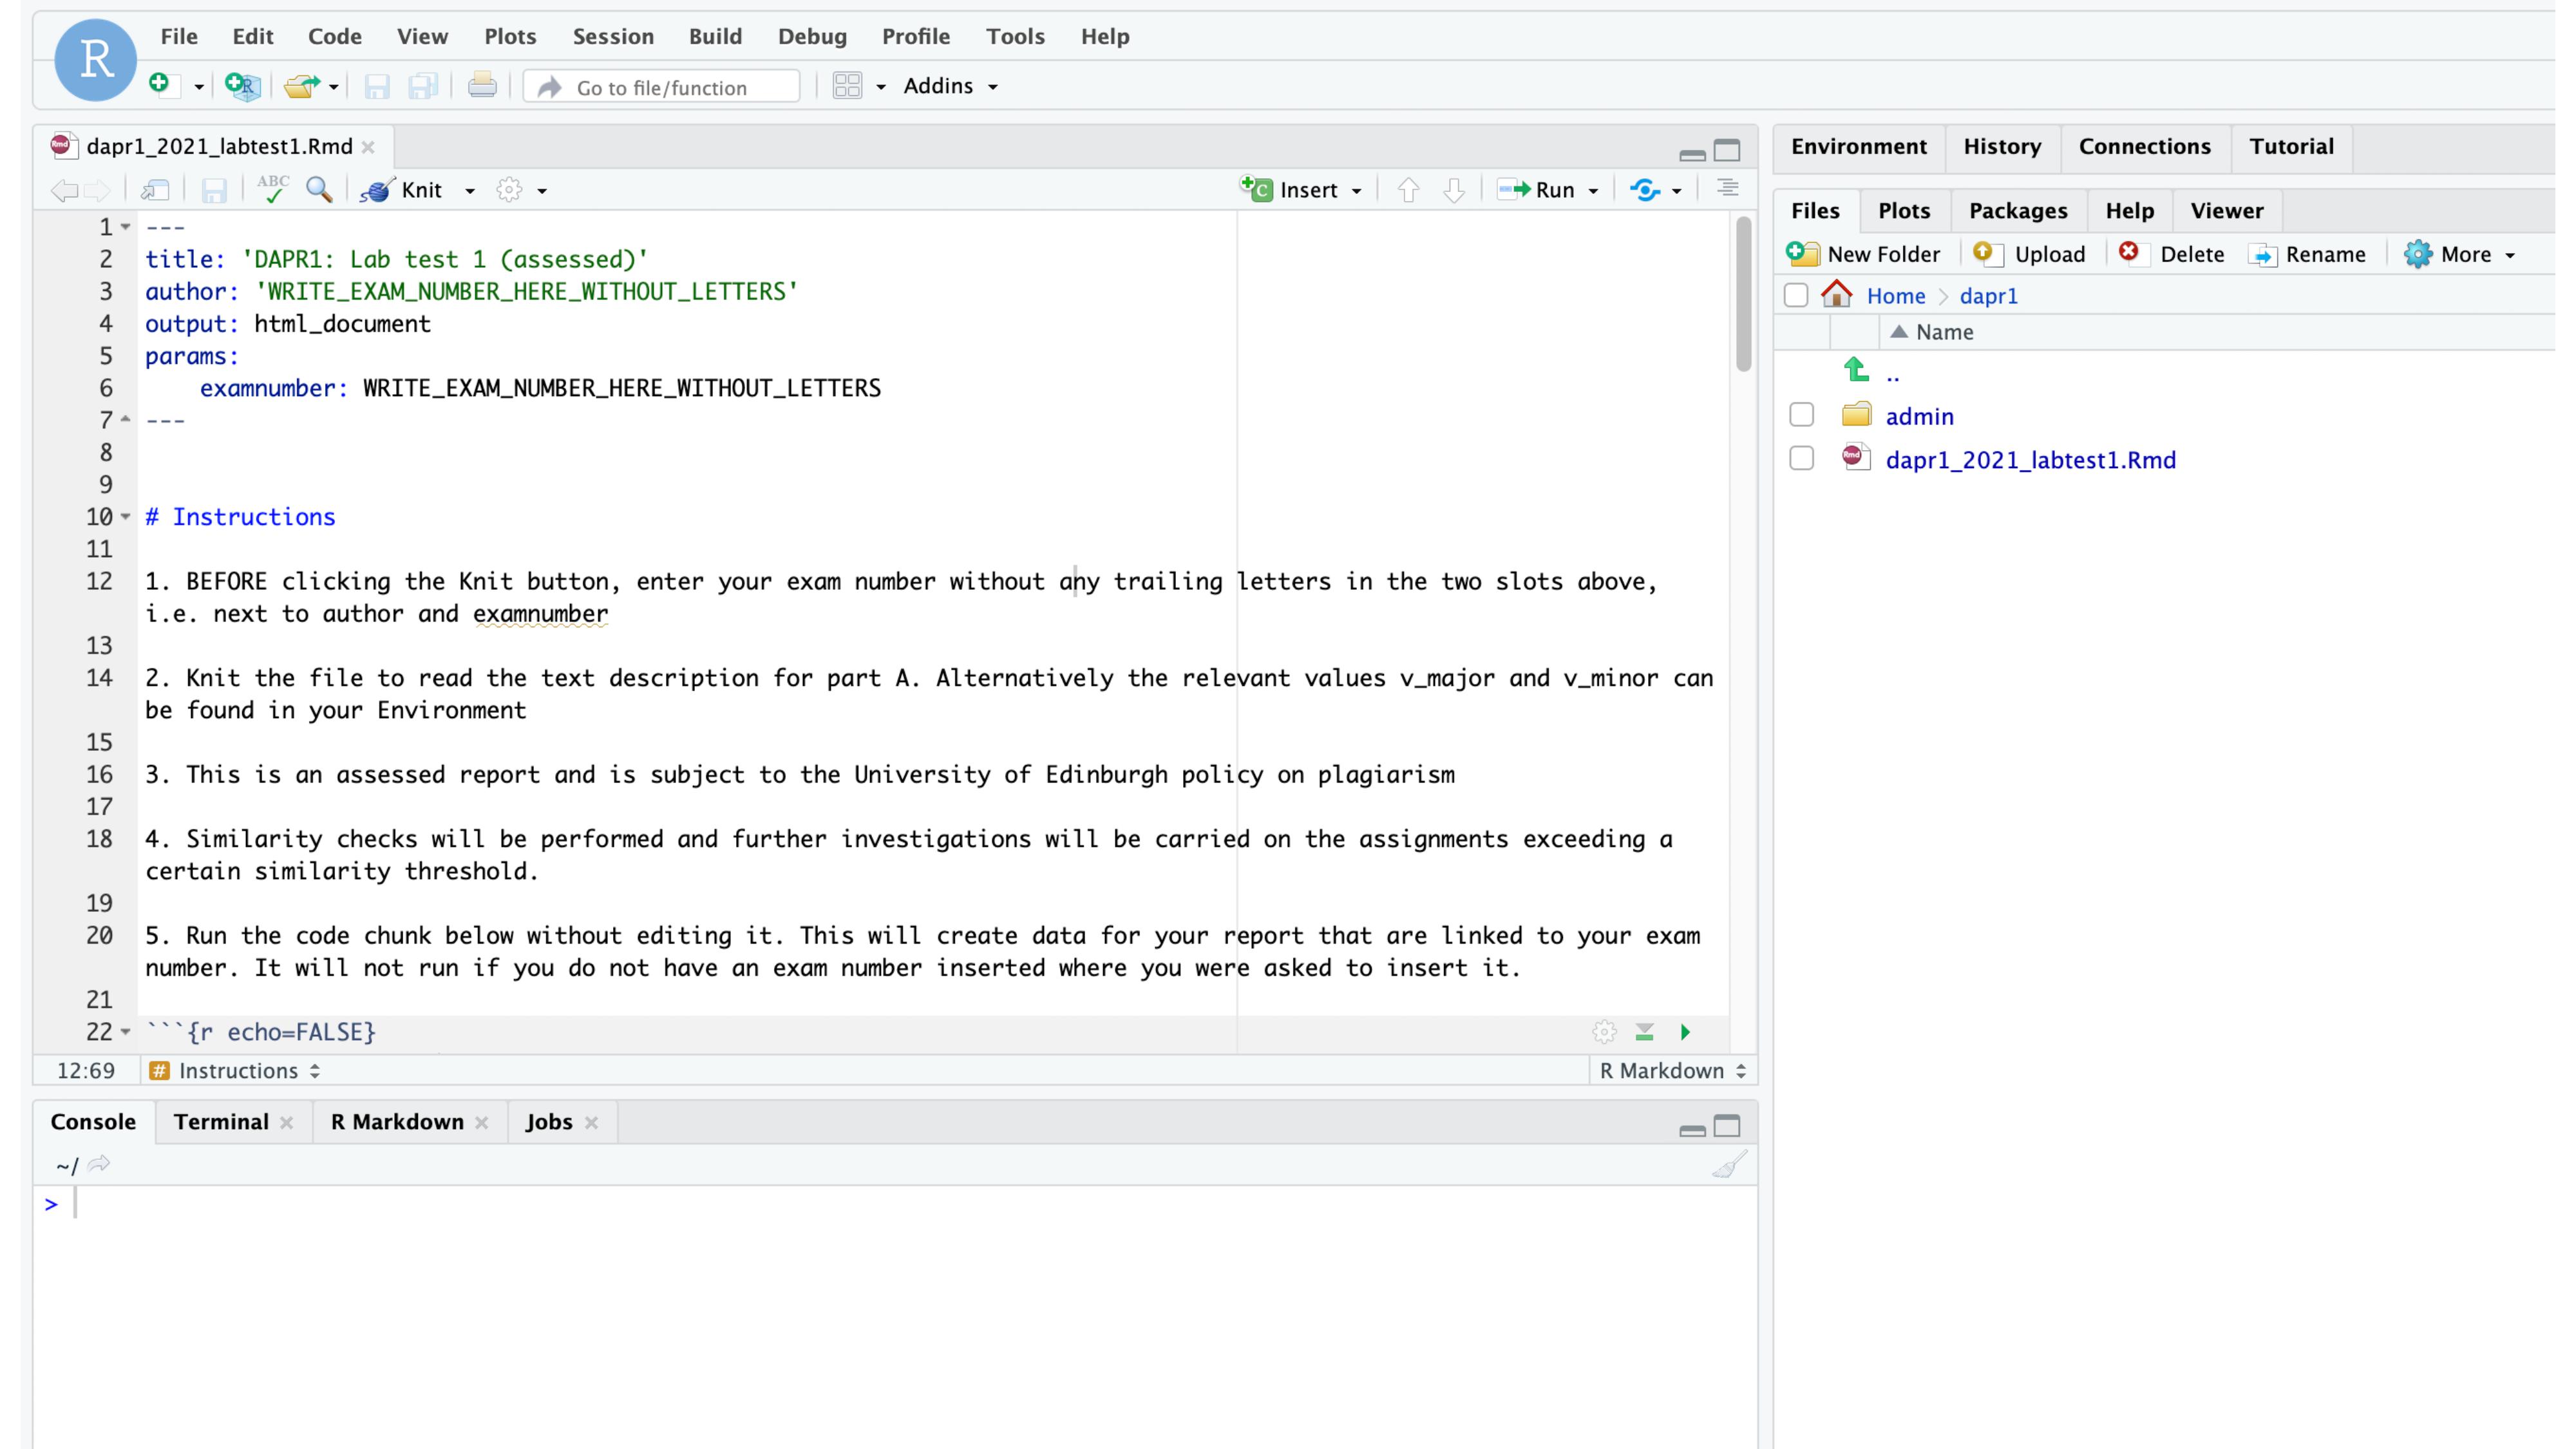 R
File Edit Code View Plots Session Build Debug Profile Tools Help
R Go to file/function Addins
Rmd dapr1_2021_labtest1.Rmd
ABC Knit C Insert Run
1 ---
2 title: 'DAPR1: Lab test 1 (assessed)'
3 author: 'WRITE_EXAM_NUMBER_HERE_WITHOUT_LETTERS'
4 output: html_document
5 params:
6 examnumber: WRITE_EXAM_NUMBER_HERE_WITHOUT_LETTERS
7 ---
8
9
10 # Instructions
11
12 1. BEFORE clicking the Knit button, enter your exam number without any trailing letters in the two slots above,
i.e. next to author and examnumber
13
14 2. Knit the file to read the text description for part A. Alternatively the relevant values v_major and v_minor can
be found in your Environment
15
16 3. This is an assessed report and is subject to the University of Edinburgh policy on plagiarism
17
18 4. Similarity checks will be performed and further investigations will be carried on the assignments exceeding a
certain similarity threshold.
19
20 5. Run the code chunk below without editing it. This will create data for your report that are linked to your exam
number. It will not run if you do not have an exam number inserted where you were asked to insert it.
21
22 ```{r echo=FALSE}
12:69 # Instructions R Markdown
Console Terminal R Markdown Jobs
~/
>
Environment History Connections Tutorial
Files Plots Packages Help Viewer
New Folder Upload Delete Rename More
Home > dapr1
Name
..
admin
Rmd dapr1_2021_labtest1.Rmd